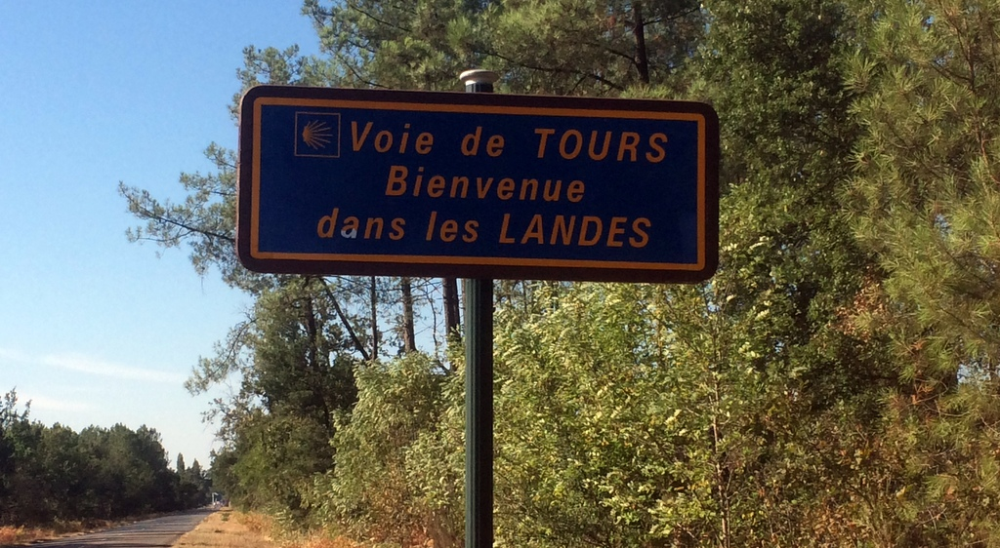 Voie de TOURS
Bienvenue
dans les LANDES